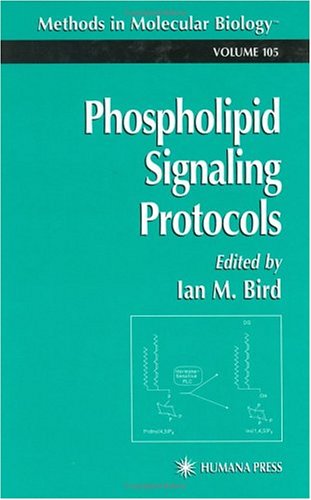 Methods in Molecular Biology™
VOLUME 105
Phospholipid
Signaling
Protocols
Edited by
Ian M. Bird
DG
Hormone-
Sensitive
PLC
PtdIns(4,5)P₂
Ins(1,4,5)P₃
HUMANA PRESS